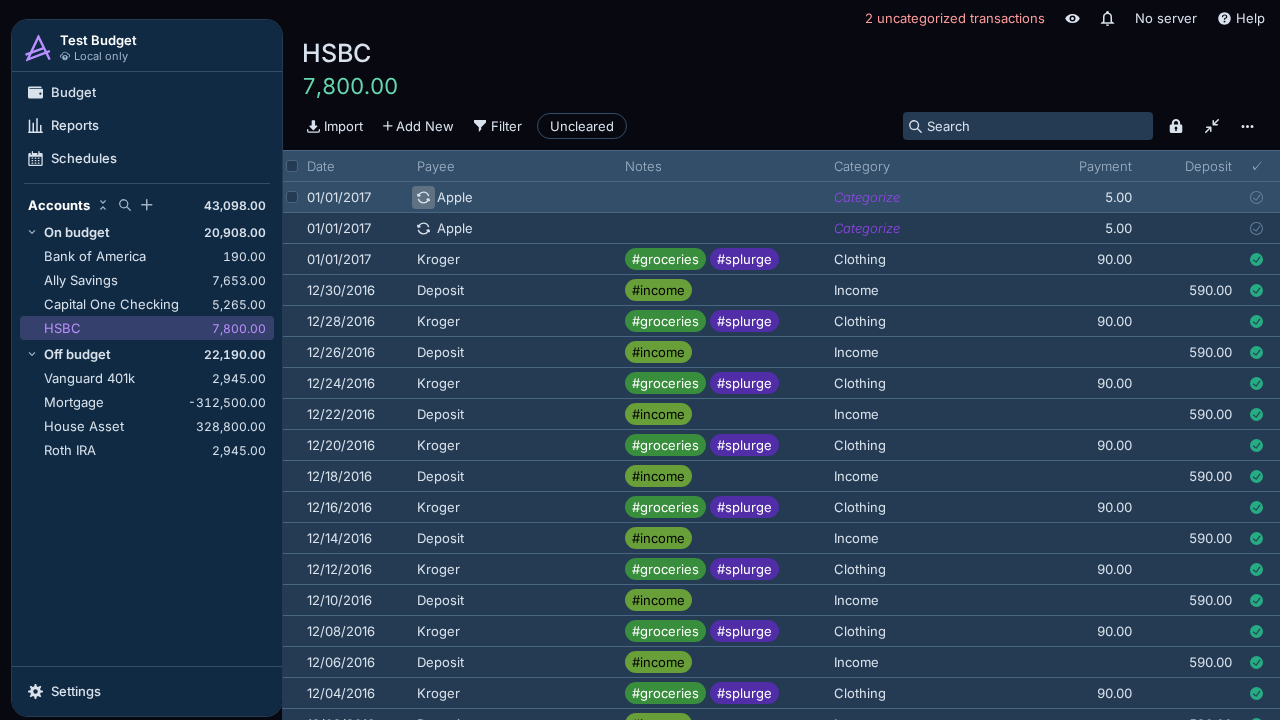 2 uncategorized transactions No server Help
Test Budget
Local only
Budget
Reports
Schedules
Accounts 43,098.00
On budget 20,908.00
Bank of America 190.00
Ally Savings 7,653.00
Capital One Checking 5,265.00
HSBC 7,800.00
Off budget 22,190.00
Vanguard 401k 2,945.00
Mortgage -312,500.00
House Asset 328,800.00
Roth IRA 2,945.00
Settings
HSBC
7,800.00
Import Add New Filter Uncleared Search
Date Payee Notes Category Payment Deposit
01/01/2017 Apple Categorize 5.00
01/01/2017 Apple Categorize 5.00
01/01/2017 Kroger #groceries #splurge Clothing 90.00
12/30/2016 Deposit #income Income 590.00
12/28/2016 Kroger #groceries #splurge Clothing 90.00
12/26/2016 Deposit #income Income 590.00
12/24/2016 Kroger #groceries #splurge Clothing 90.00
12/22/2016 Deposit #income Income 590.00
12/20/2016 Kroger #groceries #splurge Clothing 90.00
12/18/2016 Deposit #income Income 590.00
12/16/2016 Kroger #groceries #splurge Clothing 90.00
12/14/2016 Deposit #income Income 590.00
12/12/2016 Kroger #groceries #splurge Clothing 90.00
12/10/2016 Deposit #income Income 590.00
12/08/2016 Kroger #groceries #splurge Clothing 90.00
12/06/2016 Deposit #income Income 590.00
12/04/2016 Kroger #groceries #splurge Clothing 90.00